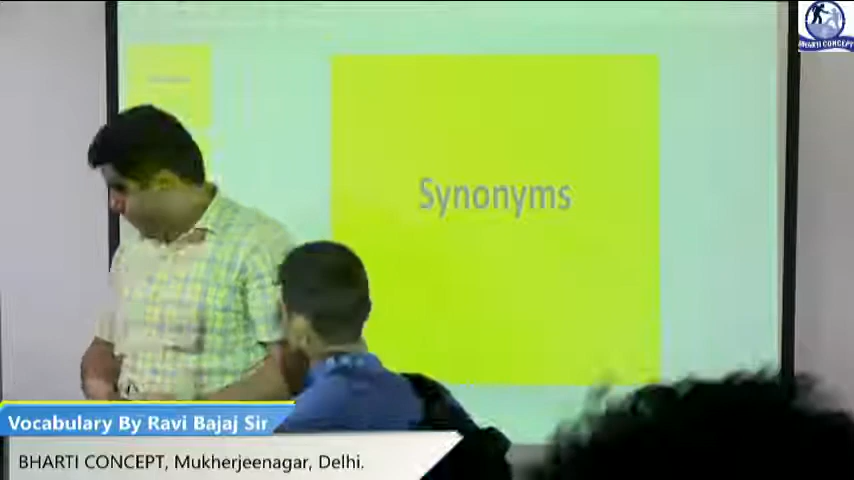 BHARTI CONCEPT
Synonyms
Vocabulary By Ravi Bajaj Sir
BHARTI CONCEPT, Mukherjeenagar, Delhi.